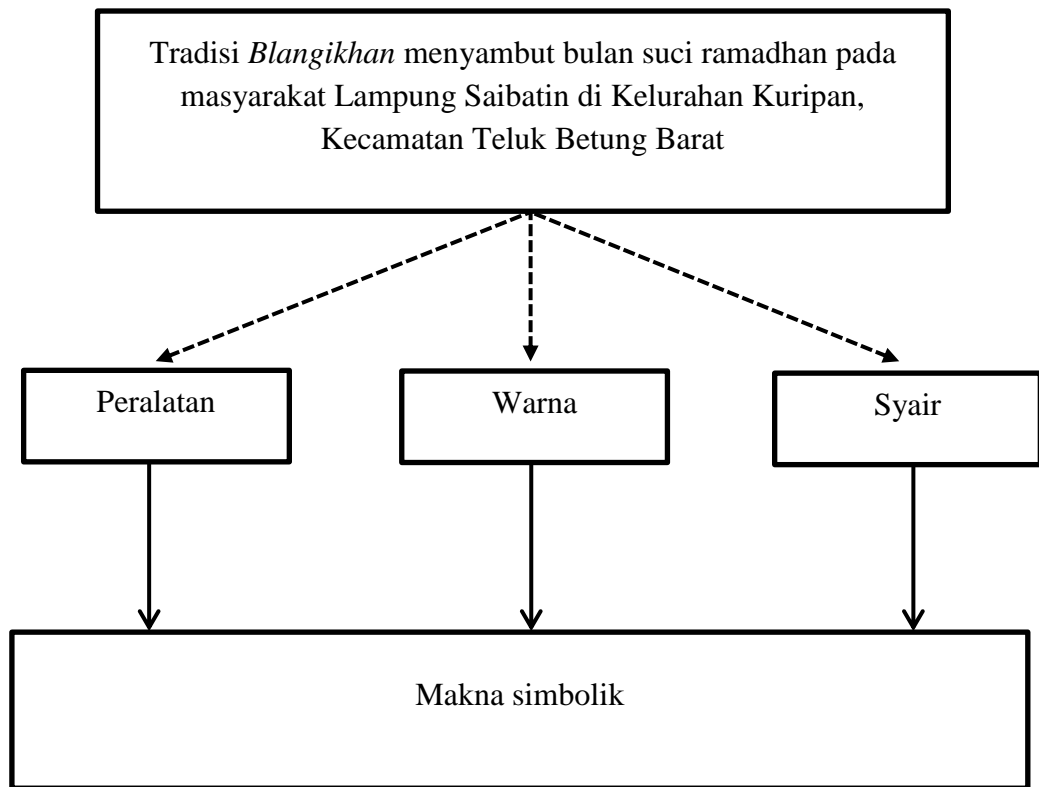 Tradisi Blangikhan menyambut bulan suci ramadhan pada
masyarakat Lampung Saibatin di Kelurahan Kuripan,
Kecamatan Teluk Betung Barat
Peralatan
Warna
Syair
Makna simbolik